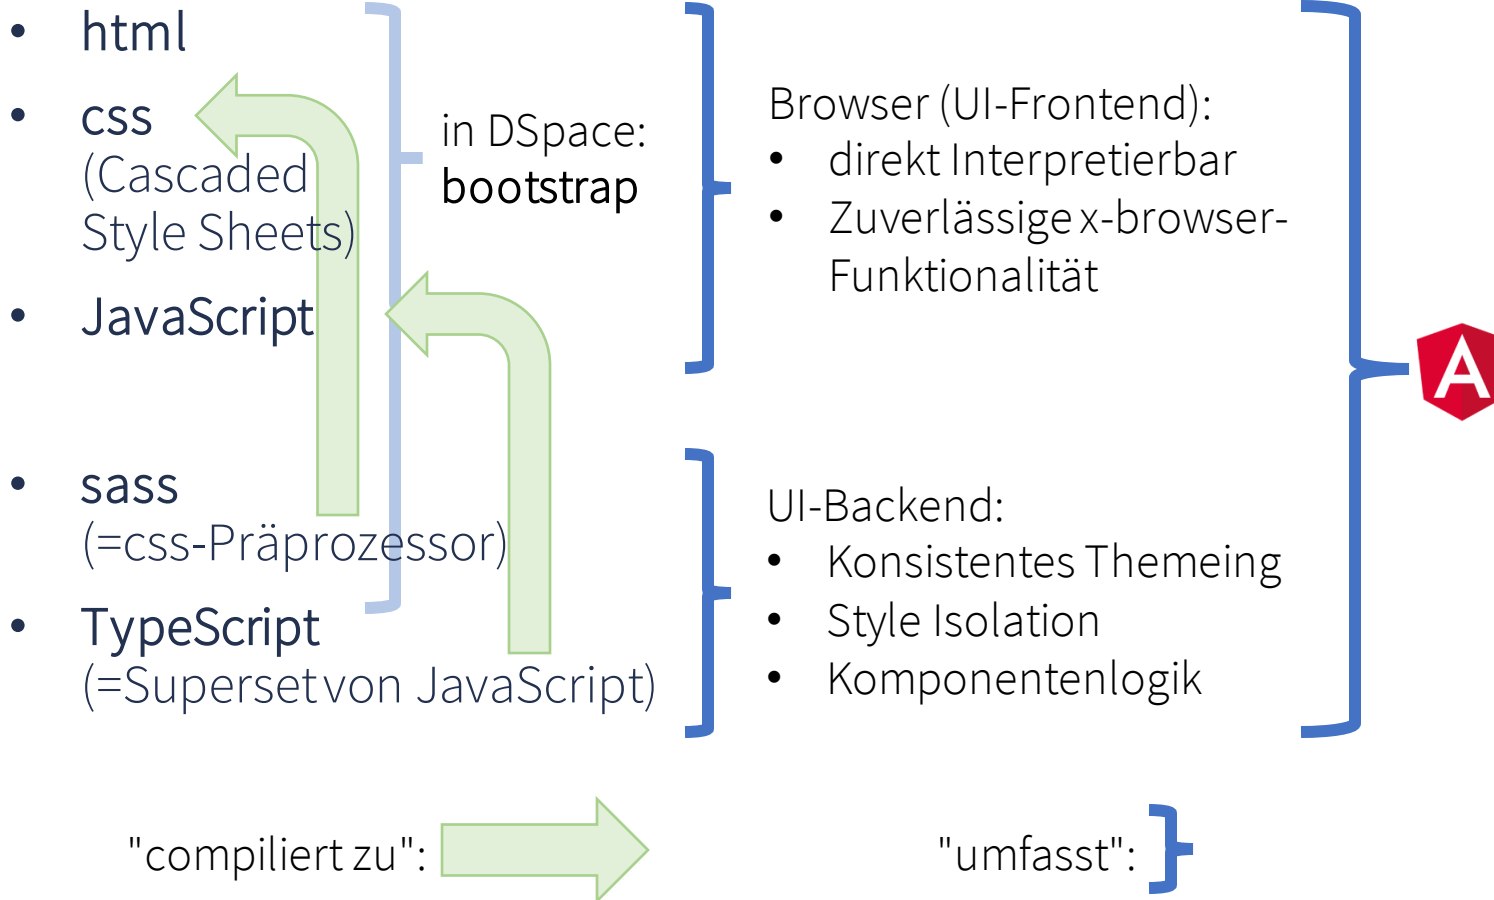 • html
• css
(Cascaded
Style Sheets)
• JavaScript
• sass
(=css-Präprozessor)
• TypeScript
(=Superset von JavaScript)
in DSpace:
bootstrap
Browser (UI-Frontend):
• direkt Interpretierbar
• Zuverlässige x-browser-
Funktionalität
UI-Backend:
• Konsistentes Themeing
• Style Isolation
• Komponentenlogik
A
"compiliert zu":
"umfasst":